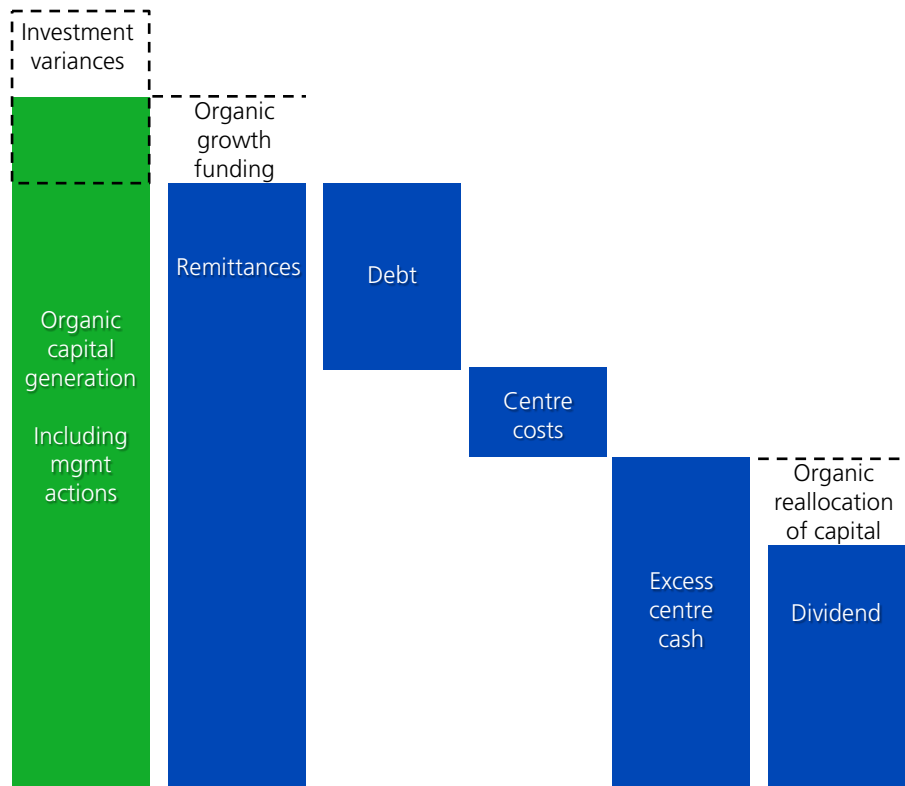 Investment
variances
Organic
capital
generation
Including
mgmt
actions
Organic
growth
funding
Remittances
Debt
Centre
costs
Excess
centre
cash
Organic
reallocation
of capital
Dividend